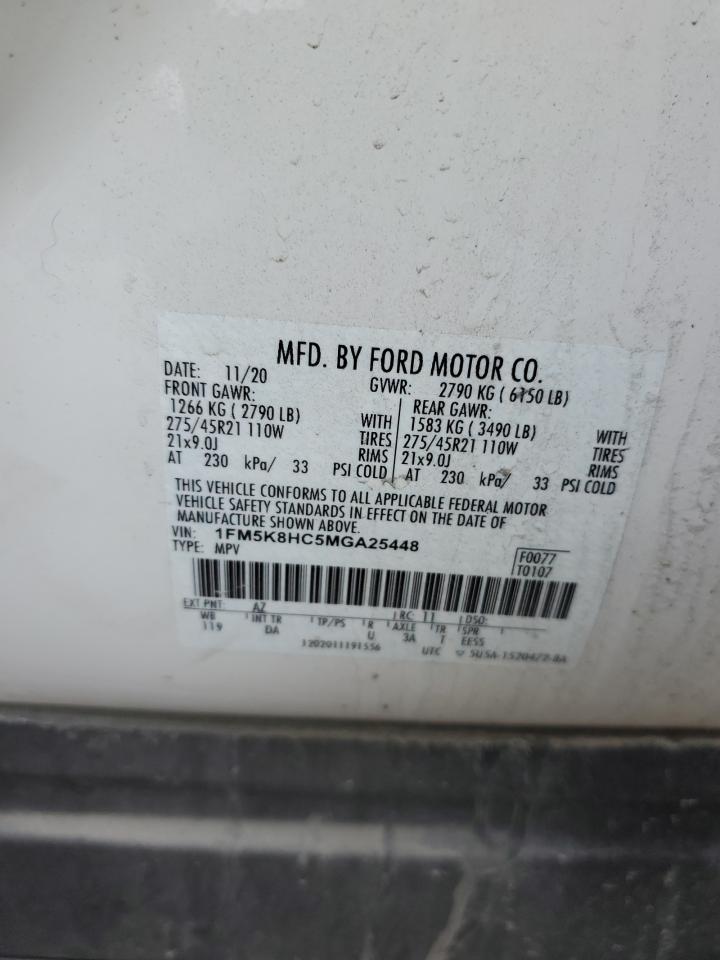 MFD. BY FORD MOTOR CO.
DATE: 11/20 GVWR: 2790 KG ( 6150 LB)
FRONT GAWR: REAR GAWR:
1266 KG ( 2790 LB) WITH 1583 KG ( 3490 LB) WITH
275/45R21 110W TIRES 275/45R21 110W TIRES
21x9.0J RIMS 21x9.0J RIMS
AT 230 kPa/ 33 PSI COLD AT 230 kPa/ 33 PSI COLD
THIS VEHICLE CONFORMS TO ALL APPLICABLE FEDERAL MOTOR
VEHICLE SAFETY STANDARDS IN EFFECT ON THE DATE OF
MANUFACTURE SHOWN ABOVE.
VIN: 1FM5K8HC5MGA25448
TYPE: MPV F0077
T0107
EXT PNT: AZ RC: 11 DSO:
WB INT TR TP/PS R AXLE TR SPR
119 DA U 3A T EESS
1202011191556 UTC